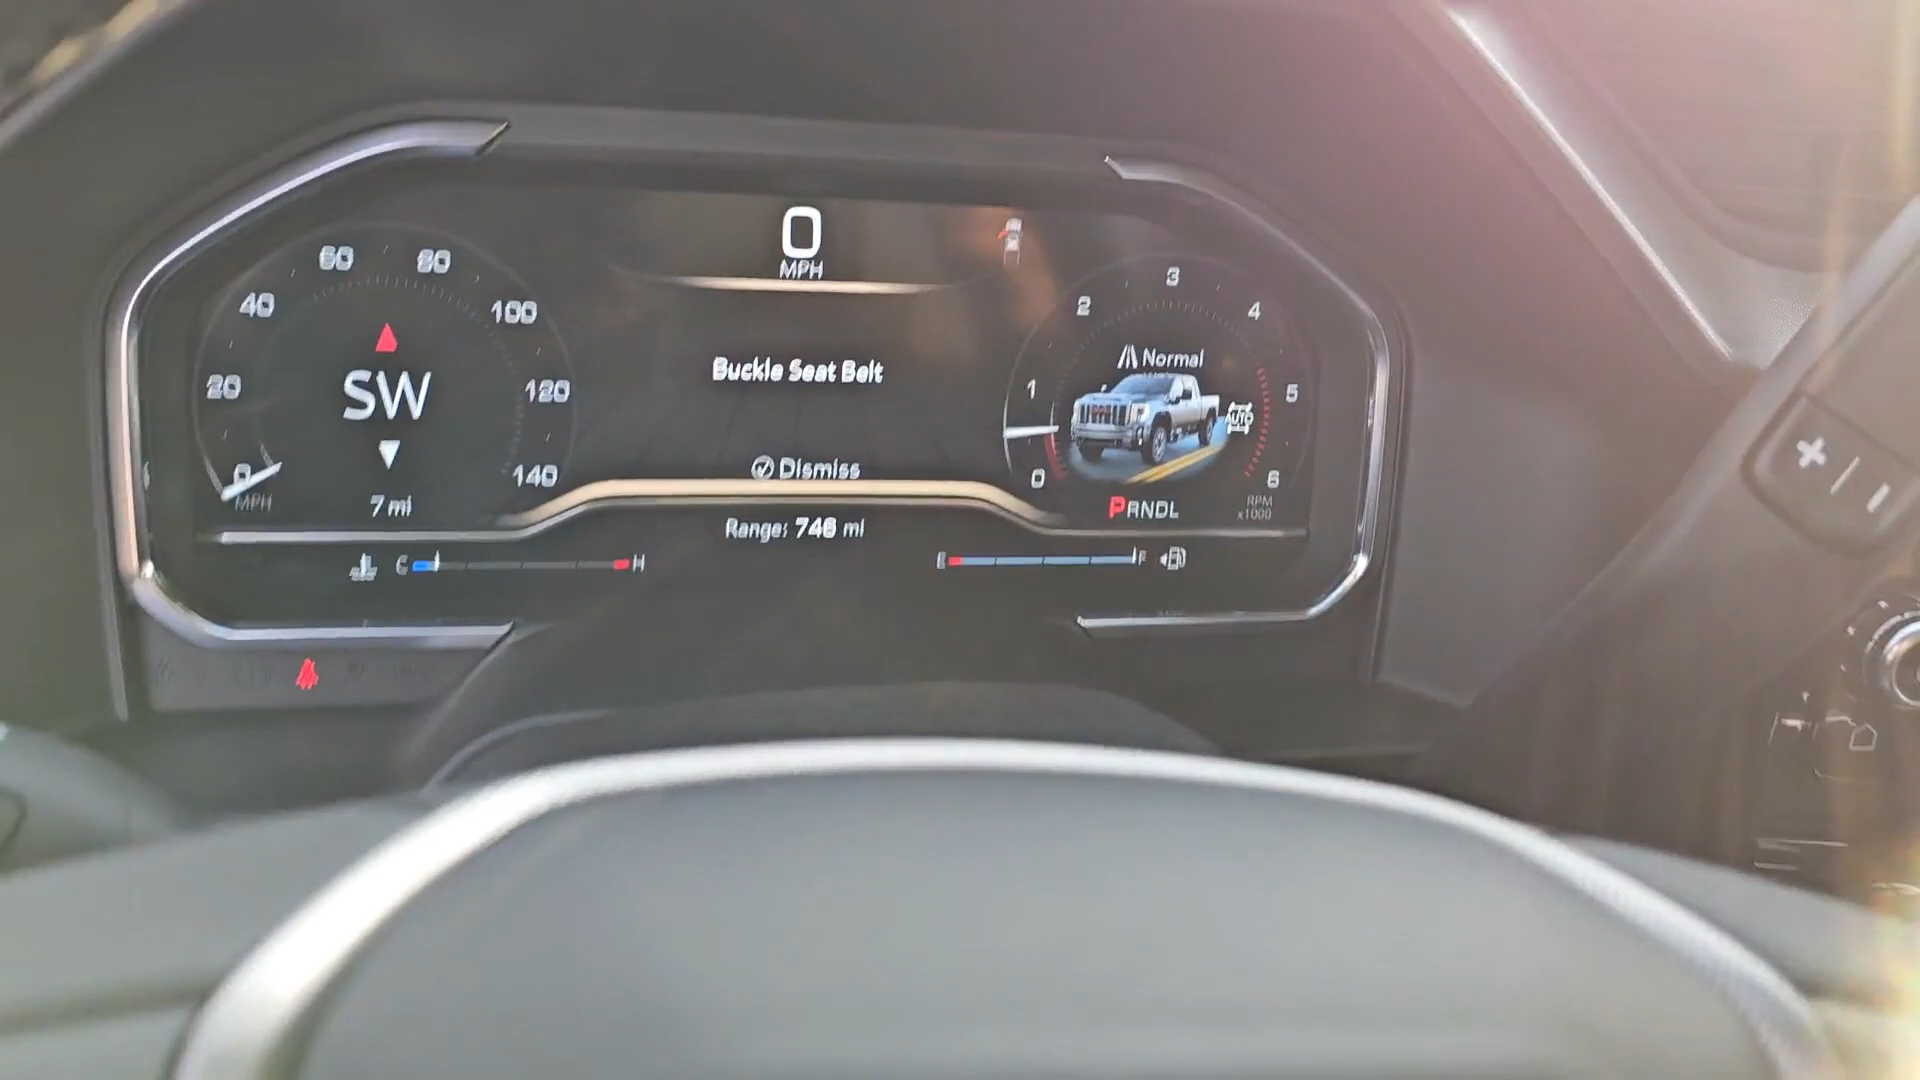 0
MPH
60 80
40 100
20 120
0 140
MPH
SW
7 mi
Buckle Seat Belt
Dismiss
Range: 746 mi
C H
E F
3
2 4
1 5
0 6
Normal
AUTO
PRNDL
RPM
x1000